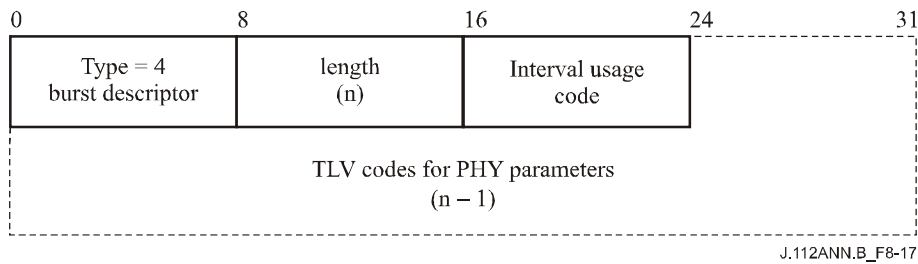 0 8 16 24 31
Type = 4 length Interval usage
burst descriptor (n) code
TLV codes for PHY parameters
(n – 1)
J.112ANN.B_F8-17